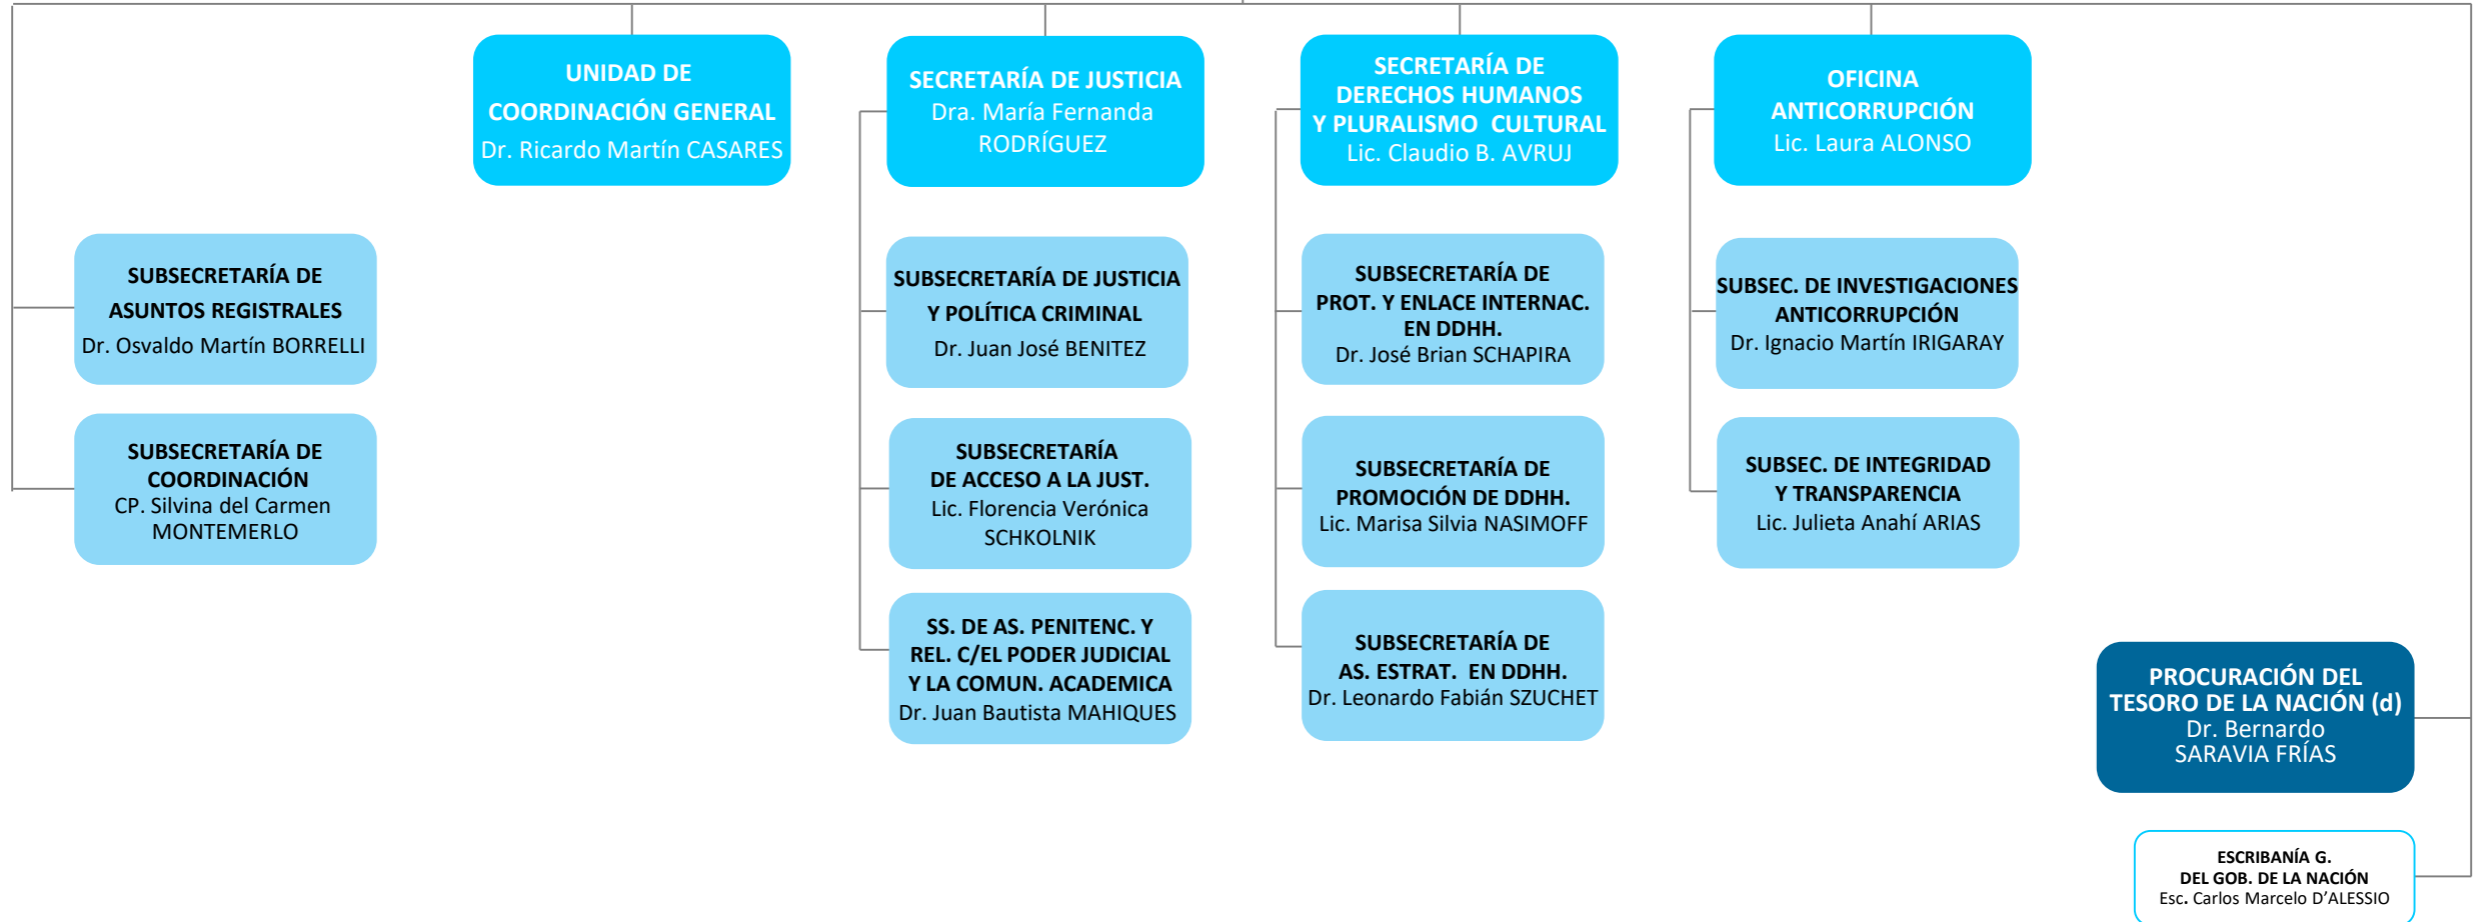 UNIDAD DE
COORDINACIÓN GENERAL
Dr. Ricardo Martín CASARES
SECRETARÍA DE JUSTICIA
Dra. María Fernanda
RODRÍGUEZ
SECRETARÍA DE
DERECHOS HUMANOS
Y PLURALISMO CULTURAL
Lic. Claudio B. AVRUJ
OFICINA
ANTICORRUPCIÓN
Lic. Laura ALONSO
SUBSECRETARÍA DE
ASUNTOS REGISTRALES
Dr. Osvaldo Martín BORRELLI
SUBSECRETARÍA DE JUSTICIA
Y POLÍTICA CRIMINAL
Dr. Juan José BENITEZ
SUBSECRETARÍA DE
PROT. Y ENLACE INTERNAC.
EN DDHH.
Dr. José Brian SCHAPIRA
SUBSEC. DE INVESTIGACIONES
ANTICORRUPCIÓN
Dr. Ignacio Martín IRIGARAY
SUBSECRETARÍA DE
COORDINACIÓN
CP. Silvina del Carmen
MONTEMERLO
SUBSECRETARÍA
DE ACCESO A LA JUST.
Lic. Florencia Verónica
SCHKOLNIK
SUBSECRETARÍA DE
PROMOCIÓN DE DDHH.
Lic. Marisa Silvia NASIMOFF
SUBSEC. DE INTEGRIDAD
Y TRANSPARENCIA
Lic. Julieta Anahí ARIAS
SS. DE AS. PENITENC. Y
REL. C/EL PODER JUDICIAL
Y LA COMUN. ACADEMICA
Dr. Juan Bautista MAHIQUES
SUBSECRETARÍA DE
AS. ESTRAT. EN DDHH.
Dr. Leonardo Fabián SZUCHET
PROCURACIÓN DEL
TESORO DE LA NACIÓN (d)
Dr. Bernardo
SARAVIA FRÍAS
ESCRIBANÍA G.
DEL GOB. DE LA NACIÓN
Esc. Carlos Marcelo D’ALESSIO